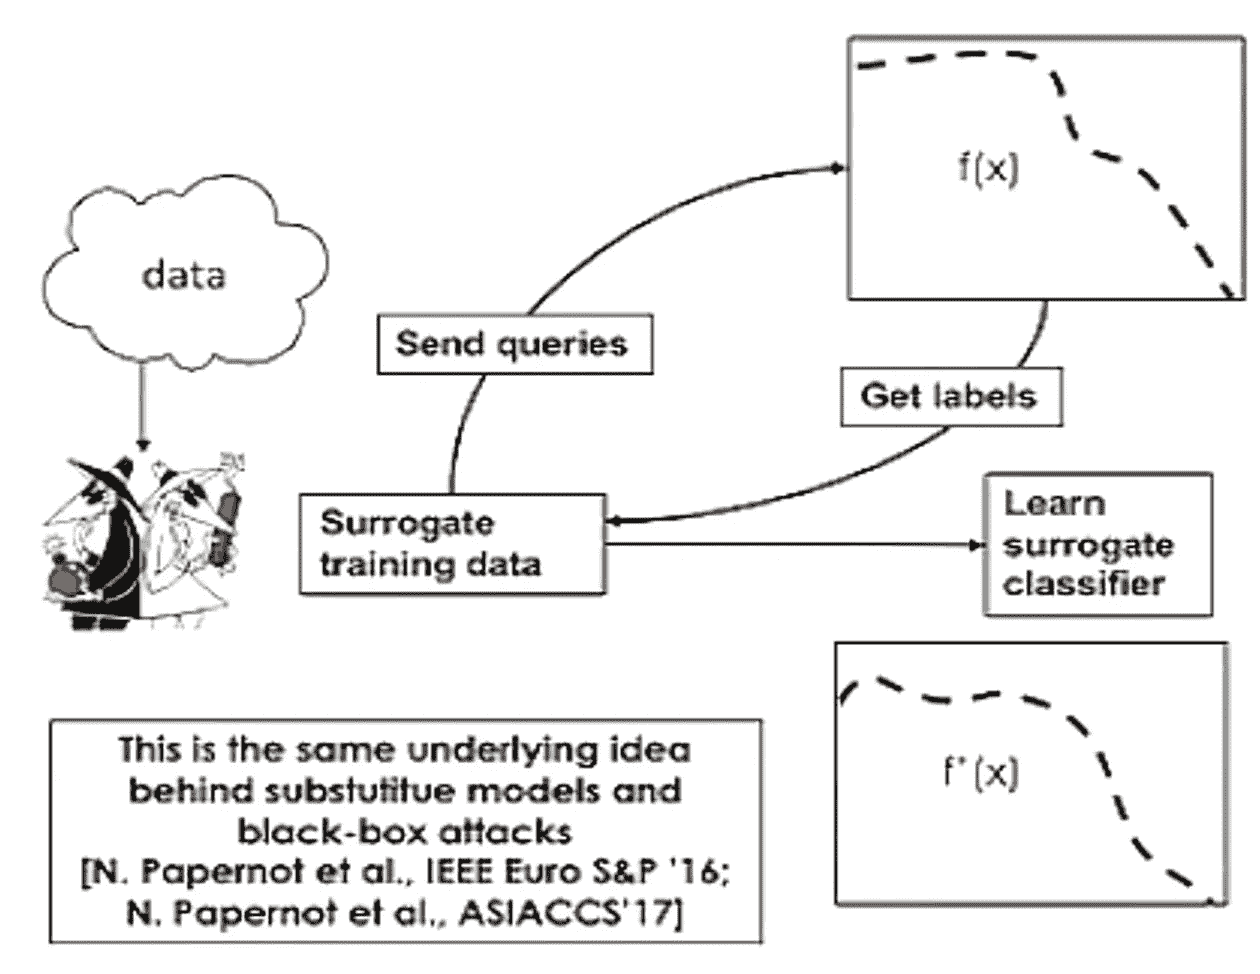 data
Send queries
f(x)
Get labels
Surrogate
training data
Learn
surrogate
classifier
This is the same underlying idea
behind substutitue models and
black-box attacks
[N. Papernot et al., IEEE Euro S&P '16;
N. Papernot et al., ASIACCS'17]
f'(x)